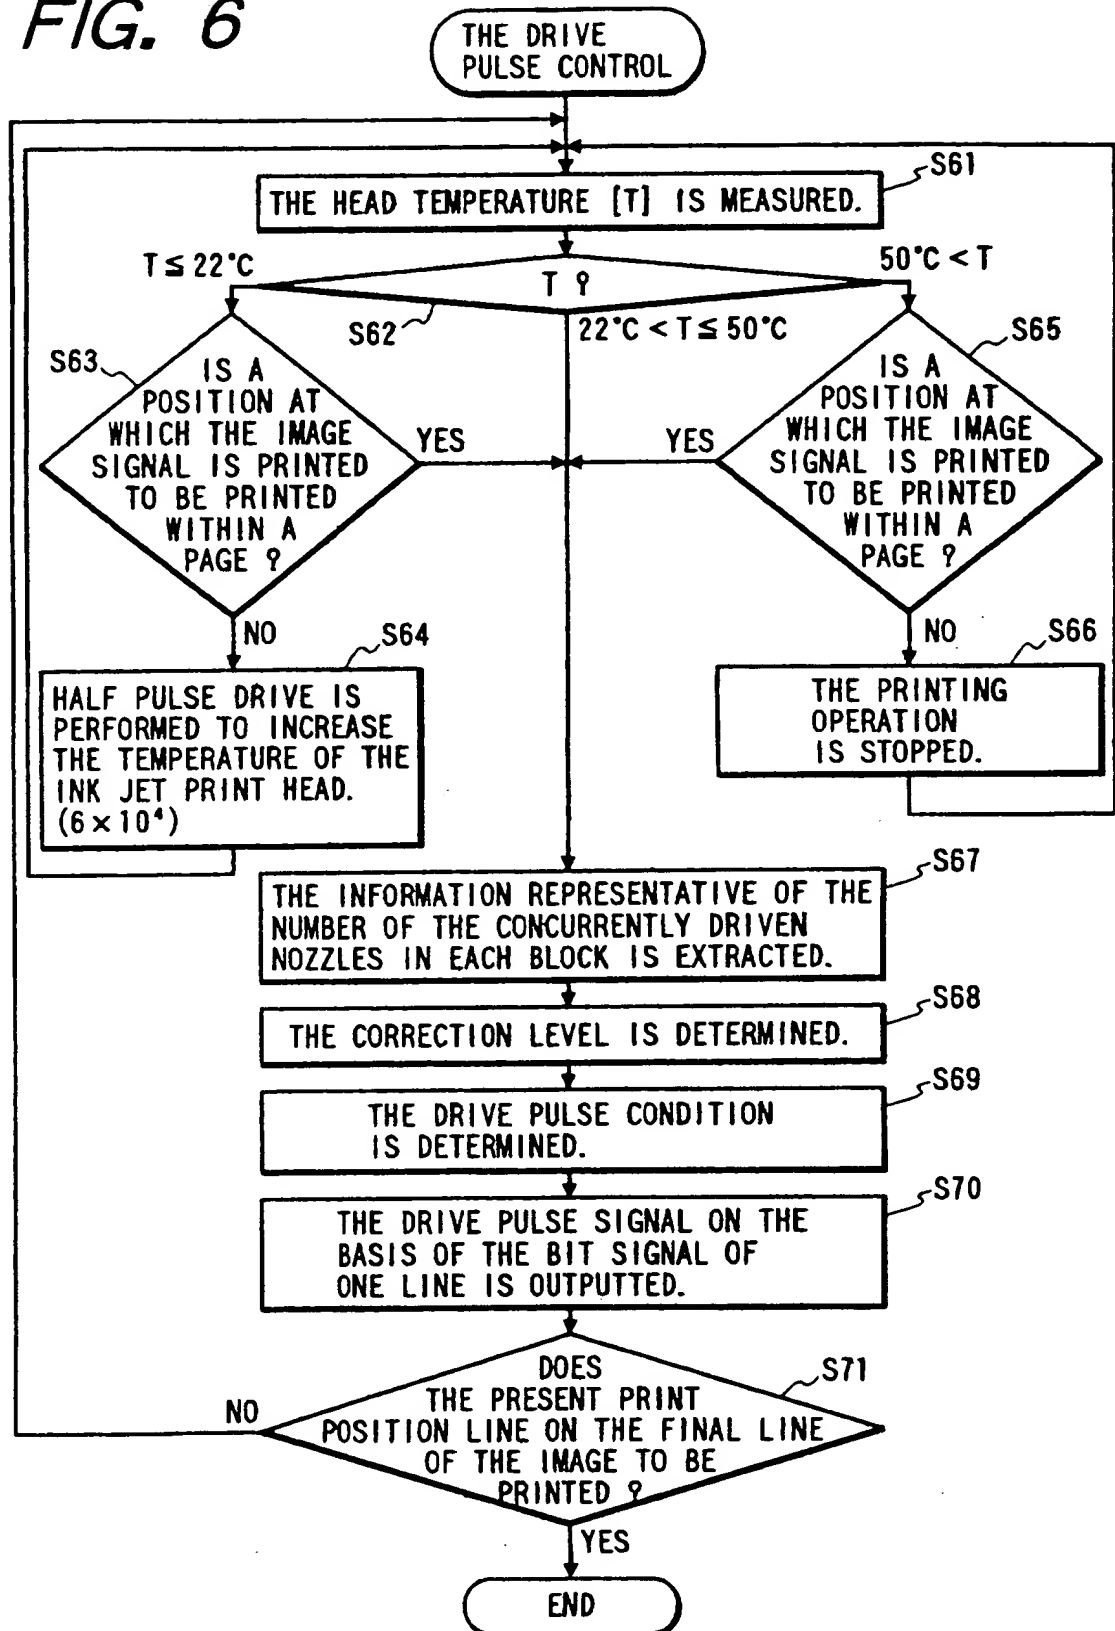 FIG. 6
THE DRIVE
PULSE CONTROL
S61
THE HEAD TEMPERATURE [T] IS MEASURED.
T≤22°C
50°C<T
T ?
S62
22°C<T≤50°C
S63
IS A
POSITION AT
WHICH THE IMAGE
SIGNAL IS PRINTED
TO BE PRINTED
WITHIN A
PAGE ?
YES
NO
S65
IS A
POSITION AT
WHICH THE IMAGE
SIGNAL IS PRINTED
TO BE PRINTED
WITHIN A
PAGE ?
YES
NO
S64
HALF PULSE DRIVE IS
PERFORMED TO INCREASE
THE TEMPERATURE OF THE
INK JET PRINT HEAD.
(6×10⁴)
S66
THE PRINTING
OPERATION
IS STOPPED.
S67
THE INFORMATION REPRESENTATIVE OF THE
NUMBER OF THE CONCURRENTLY DRIVEN
NOZZLES IN EACH BLOCK IS EXTRACTED.
S68
THE CORRECTION LEVEL IS DETERMINED.
S69
THE DRIVE PULSE CONDITION
IS DETERMINED.
S70
THE DRIVE PULSE SIGNAL ON THE
BASIS OF THE BIT SIGNAL OF
ONE LINE IS OUTPUTTED.
S71
DOES
THE PRESENT PRINT
POSITION LINE ON THE FINAL LINE
OF THE IMAGE TO BE
PRINTED ?
NO
YES
END